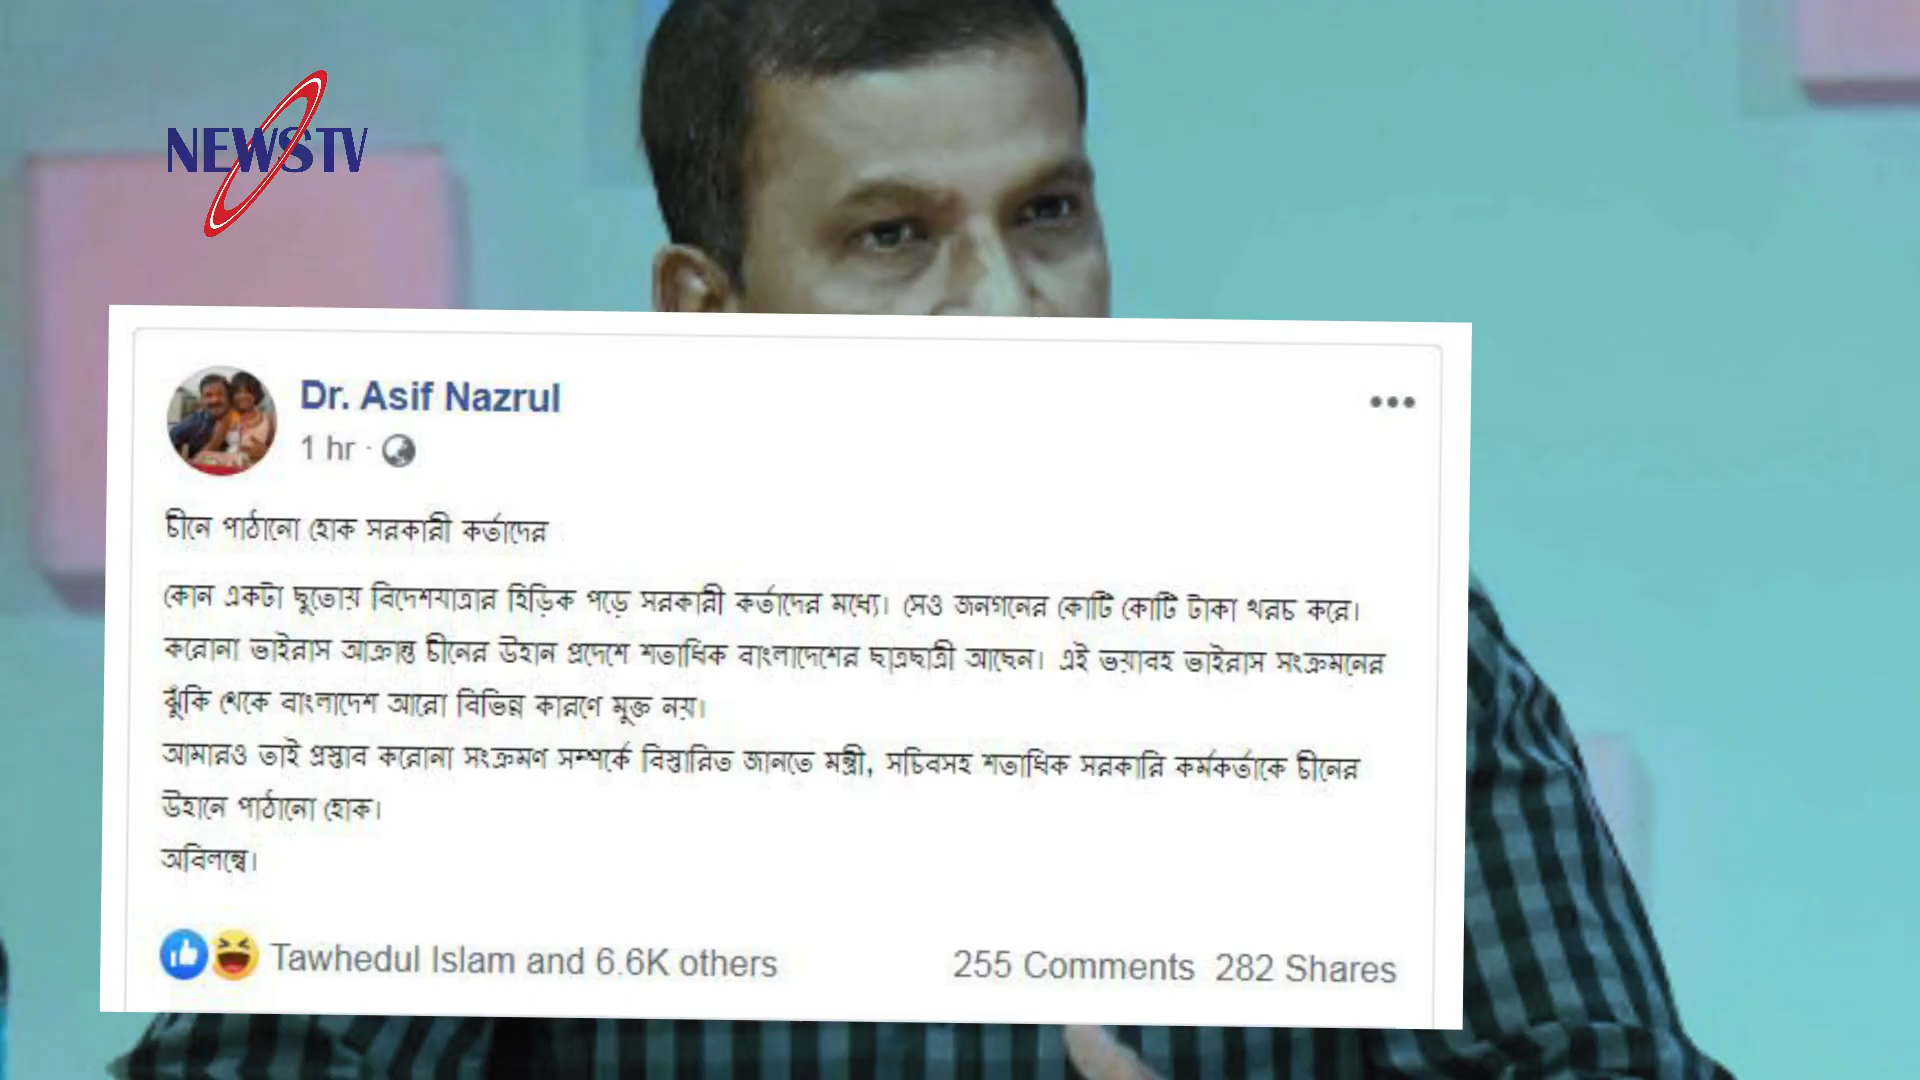 NEWSTV
Dr. Asif Nazrul
1 hr ·
চীনে পাঠানো হোক সরকারী কর্তাদের
কোন একটা ছুতোয় বিদেশযাত্রার হিড়িক পড়ে সরকারী কর্তাদের মধ্যে। সেও জনগনের কোটি কোটি টাকা খরচ করে।
করোনা ভাইরাস আক্রান্ত চীনের উহান প্রদেশে শতাধিক বাংলাদেশের ছাত্রছাত্রী আছেন। এই ভয়াবহ ভাইরাস সংক্রমনের
ঝুঁকি থেকে বাংলাদেশ আরো বিভিন্ন কারণে মুক্ত নয়।
আমারও তাই প্রস্তাব করোনা সংক্রমণ সম্পর্কে বিস্তারিত জানতে মন্ত্রী, সচিবসহ শতাধিক সরকারি কর্মকর্তাকে চীনের
উহানে পাঠানো হোক।
অবিলম্বে।
Tawhedul Islam and 6.6K others
255 Comments 282 Shares